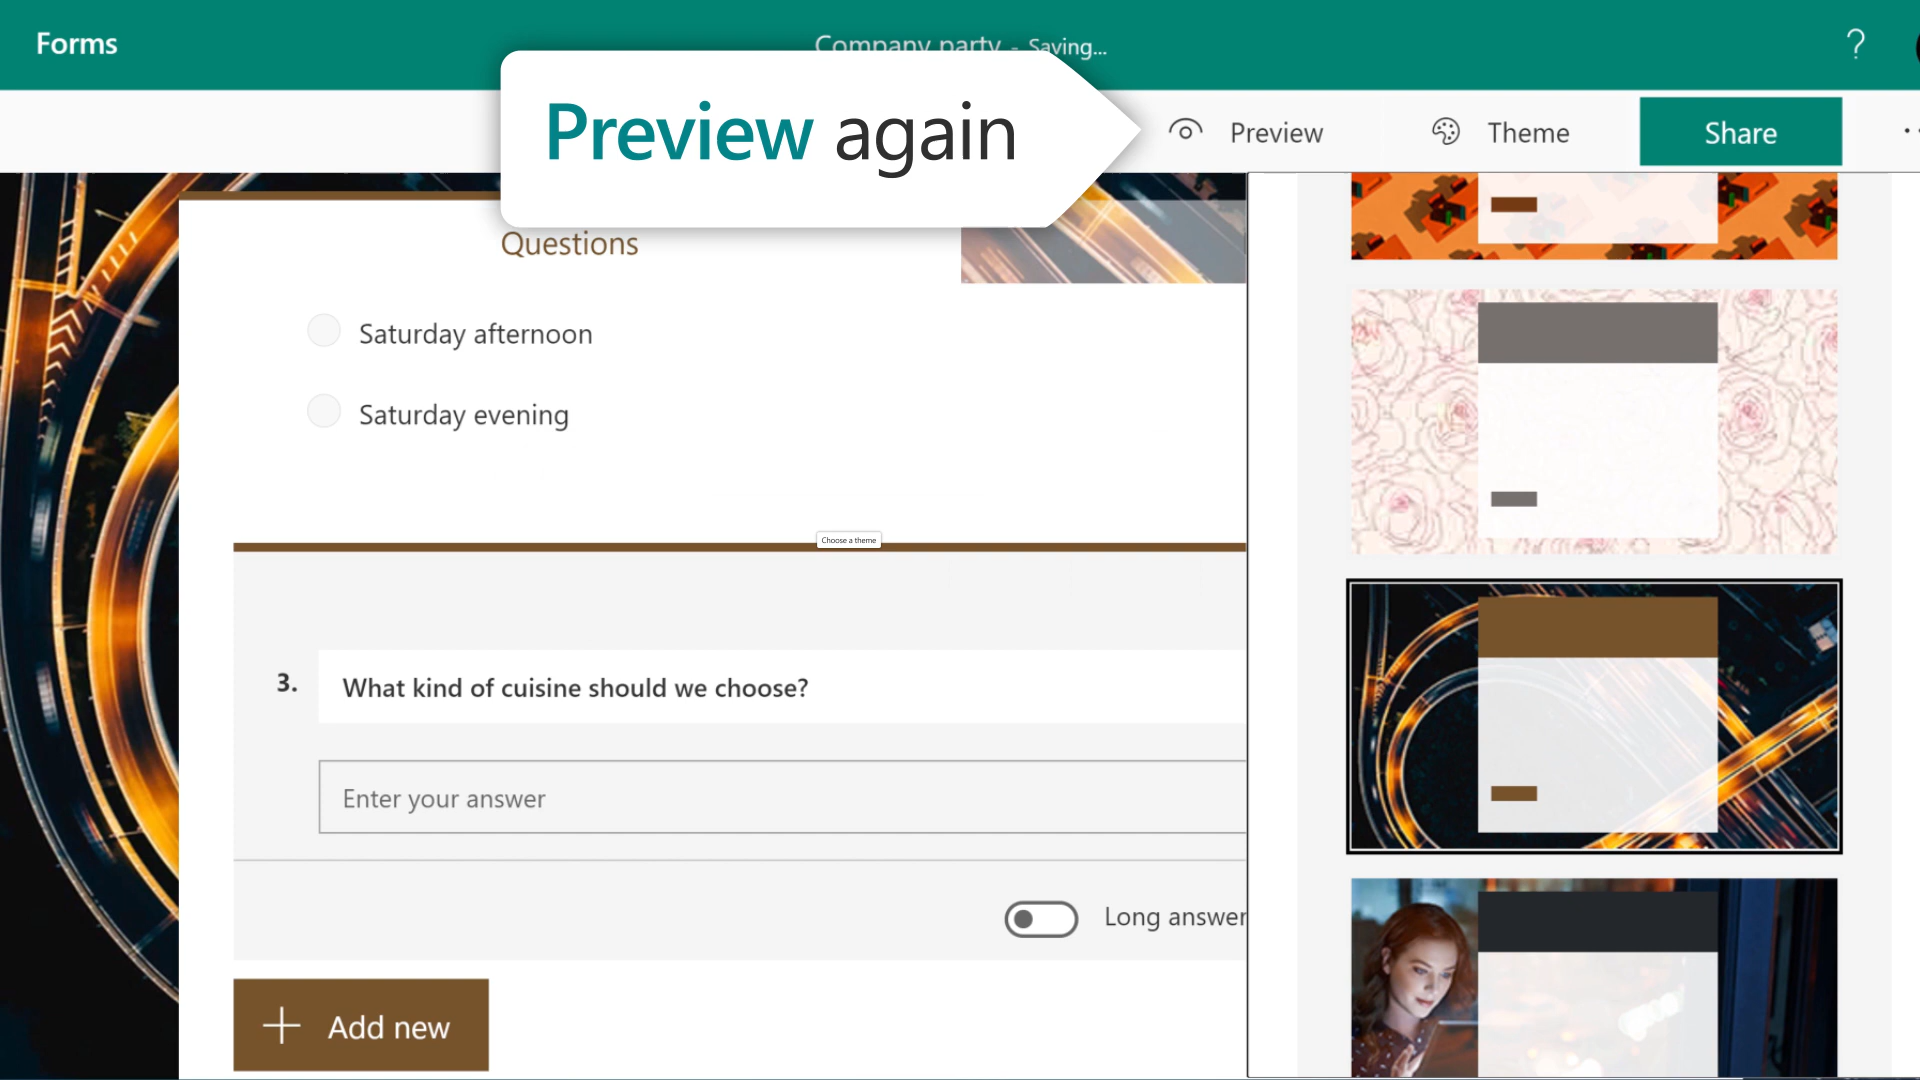 Forms
Company party - Saving...
?
Preview again
Preview
Theme
Share
Questions
Saturday afternoon
Saturday evening
Choose a theme
3. What kind of cuisine should we choose?
Enter your answer
Long answer
Add new